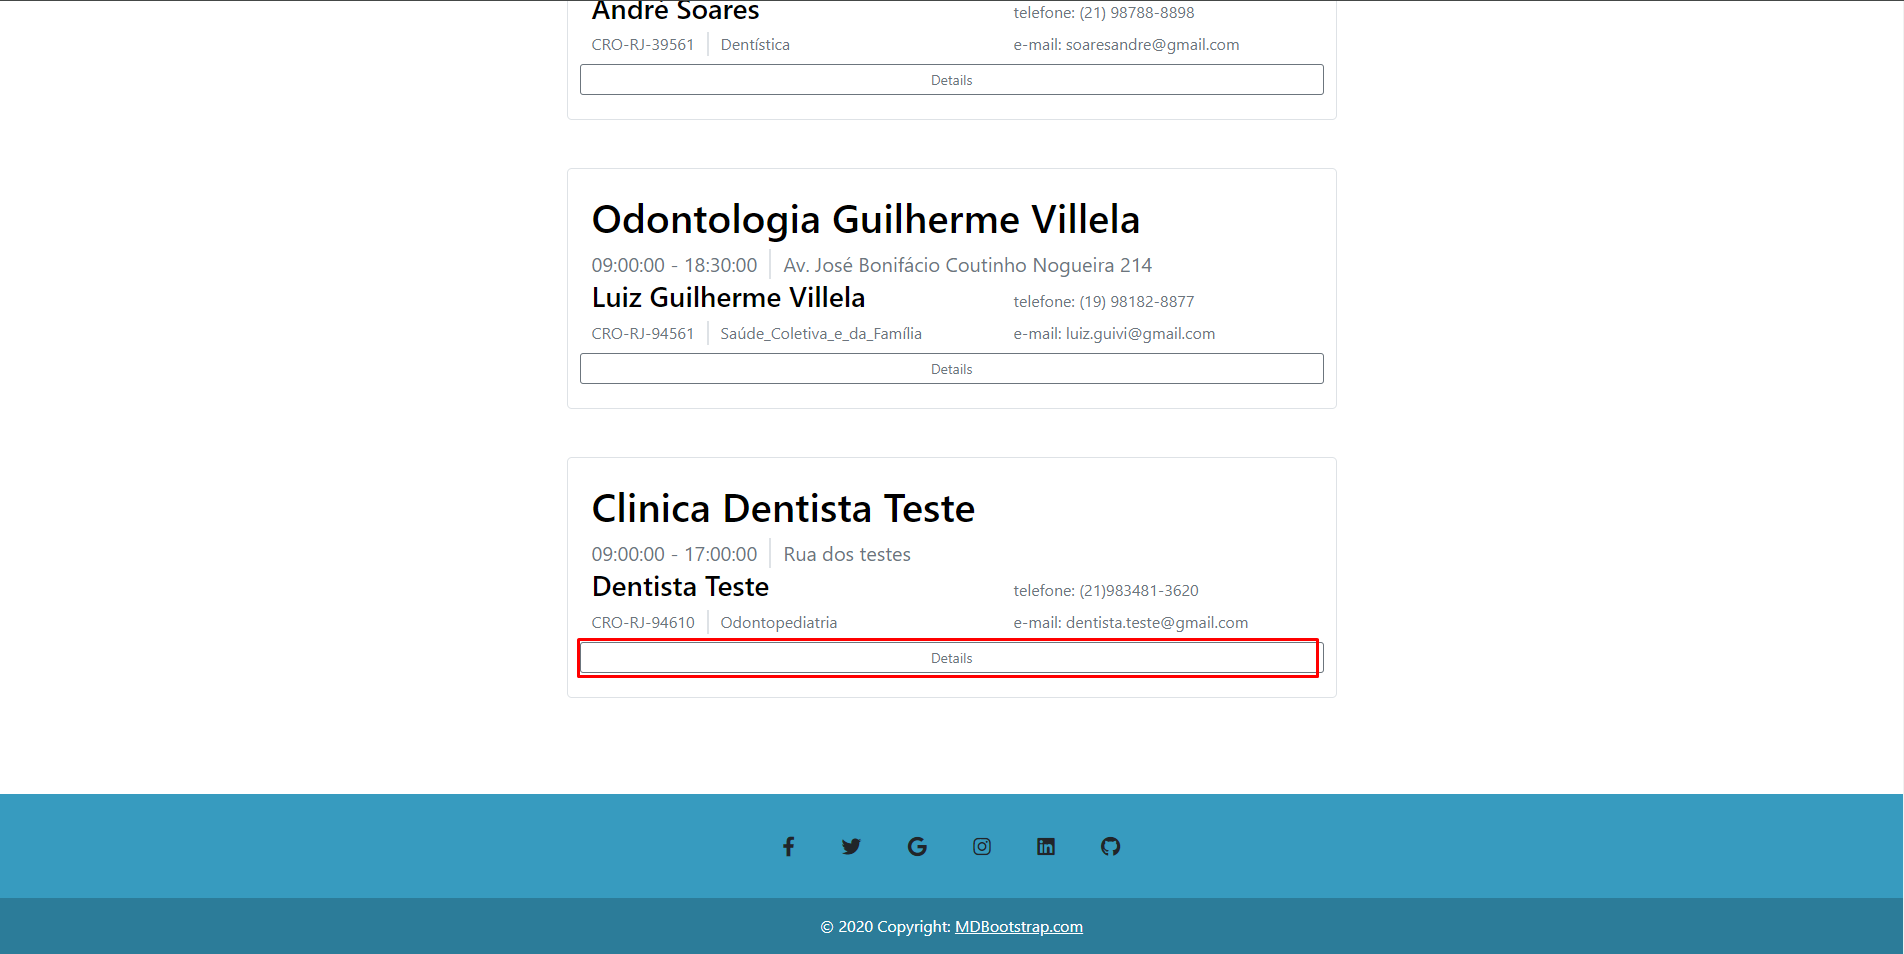 André Soares
telefone: (21) 98788-8898
CRO-RJ-39561 Dentística
e-mail: soaresandre@gmail.com
Details
Odontologia Guilherme Villela
09:00:00 - 18:30:00 Av. José Bonifácio Coutinho Nogueira 214
Luiz Guilherme Villela
telefone: (19) 98182-8877
CRO-RJ-94561 Saúde_Coletiva_e_da_Família
e-mail: luiz.guivi@gmail.com
Details
Clinica Dentista Teste
09:00:00 - 17:00:00 Rua dos testes
Dentista Teste
telefone: (21)983481-3620
CRO-RJ-94610 Odontopediatria
e-mail: dentista.teste@gmail.com
Details
© 2020 Copyright: MDBootstrap.com